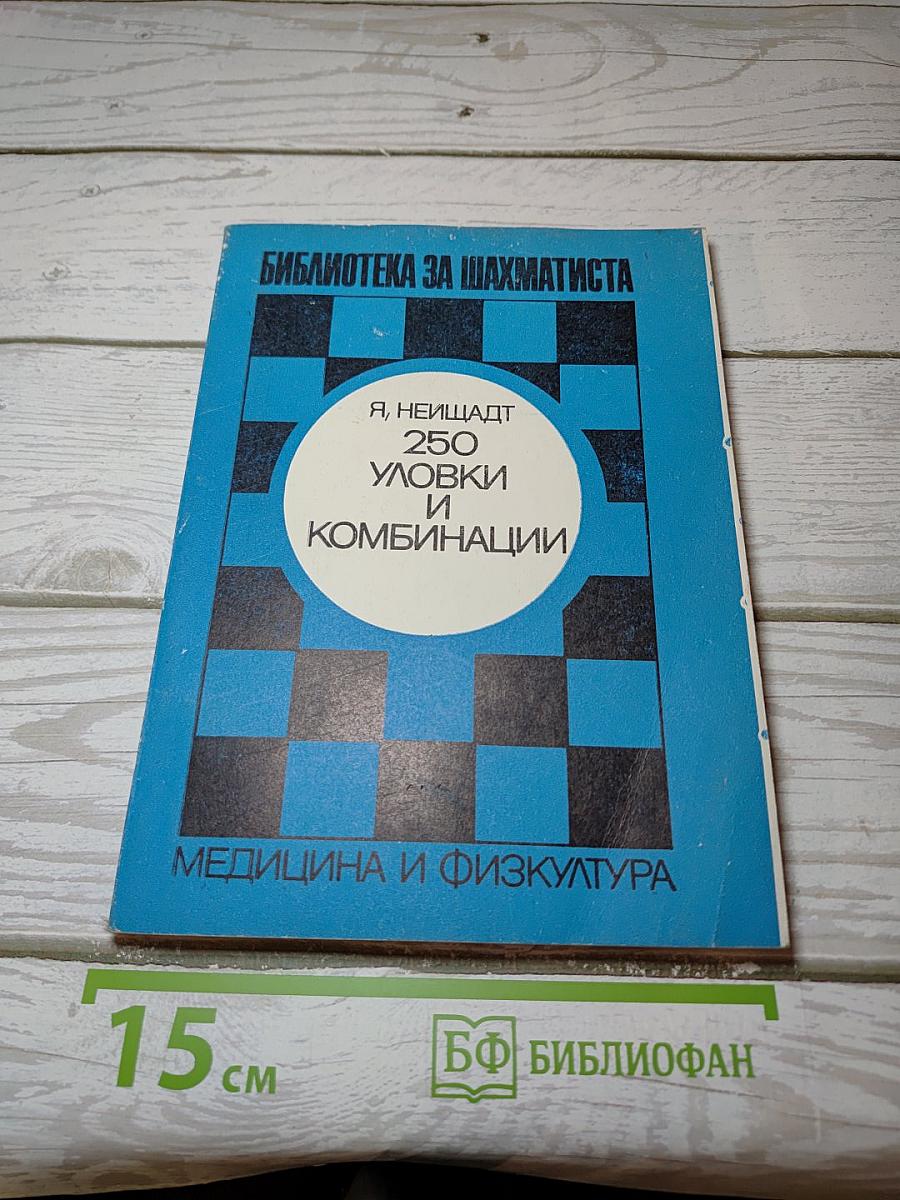 БИБЛИОТЕКА ЗА ШАХМАТИСТА
Я, НЕЙЩАДТ
250
УЛОВКИ
И
КОМБИНАЦИИ
МЕДИЦИНА И ФИЗКУЛТУРА
15 см
БФ БИБЛИОФАН